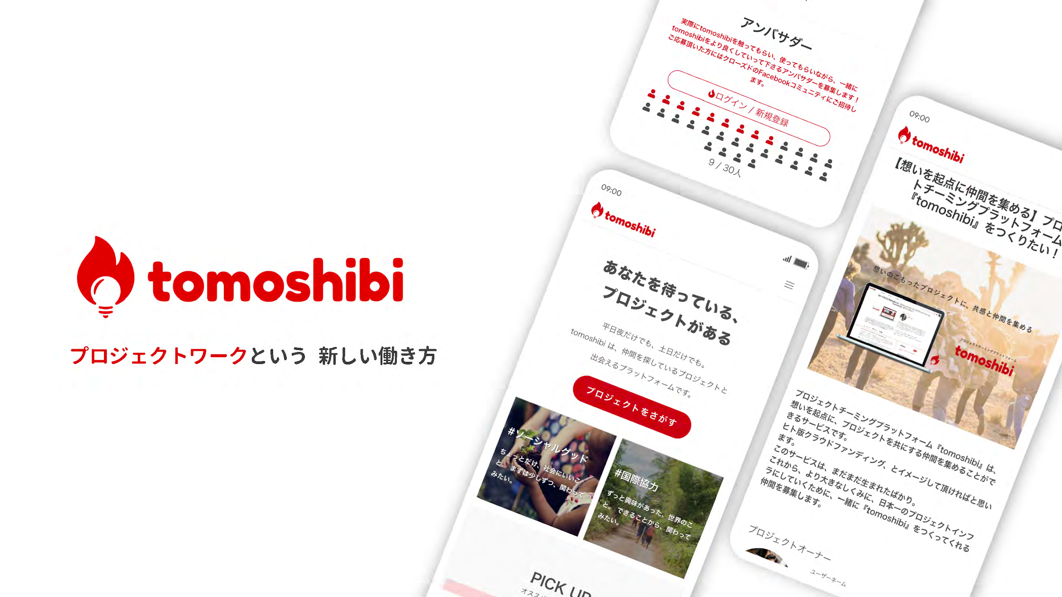 tomoshibi
プロジェクトワークという 新しい働き方
アンバサダー
実際にtomoshibiを触ってもらい、使ってもらいながら、一緒に
tomoshibiをより良くしていって下さるアンバサダーを募集します！
ご応募頂いた方にはクローズドのFacebookコミュニティにご招待し
ます。
ログイン / 新規登録
9 / 30人
09:00
tomoshibi
あなたを待っている、
プロジェクトがある
平日夜だけでも、土日だけでも。
tomoshibi は、仲間を探しているプロジェクトと
出会えるプラットフォームです。
プロジェクトをさがす
#ソーシャルグッド
ちょっとだけ、社会にいいこ
と。まずは少しずつ、関わって
みたい。
#国際協力
ずっと興味があった、世界のこ
と。できることから、関わって
みたい。
PICK UP
オスス
09:00
tomoshibi
【想いを起点に仲間を集める】プロ
トチーミングプラットフォーム
『tomoshibi』をつくりたい！
想いのこもったプロジェクトに、共感と仲間を集める
tomoshibi
プロジェクトチーミングプラットフォーム『tomoshibi』は、
想いを起点に、プロジェクトを共にする仲間を集めることがで
きるサービスです。
ヒト版クラウドファンディング、とイメージして頂ければと思い
ます。
このサービスは、まだまだ生まれたばかり。
これから、より大きなしくみに、日本一のプロジェクトインフ
ラにしていくために、一緒に『tomoshibi』をつくってくれる
仲間を募集します。
プロジェクトオーナー
ユーザーネーム